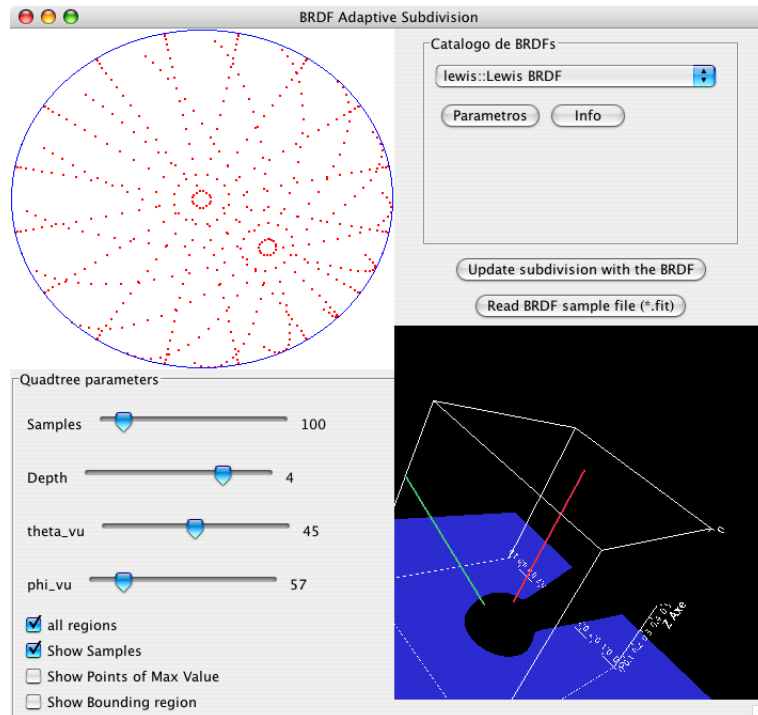 BRDF Adaptive Subdivision
Catalogo de BRDFs
lewis::Lewis BRDF
Parametros
Info
Update subdivision with the BRDF
Read BRDF sample file (*.fit)
Quadtree parameters
Samples
100
Depth
4
theta_vu
45
phi_vu
57
all regions
Show Samples
Show Points of Max Value
Show Bounding region
Z Axe